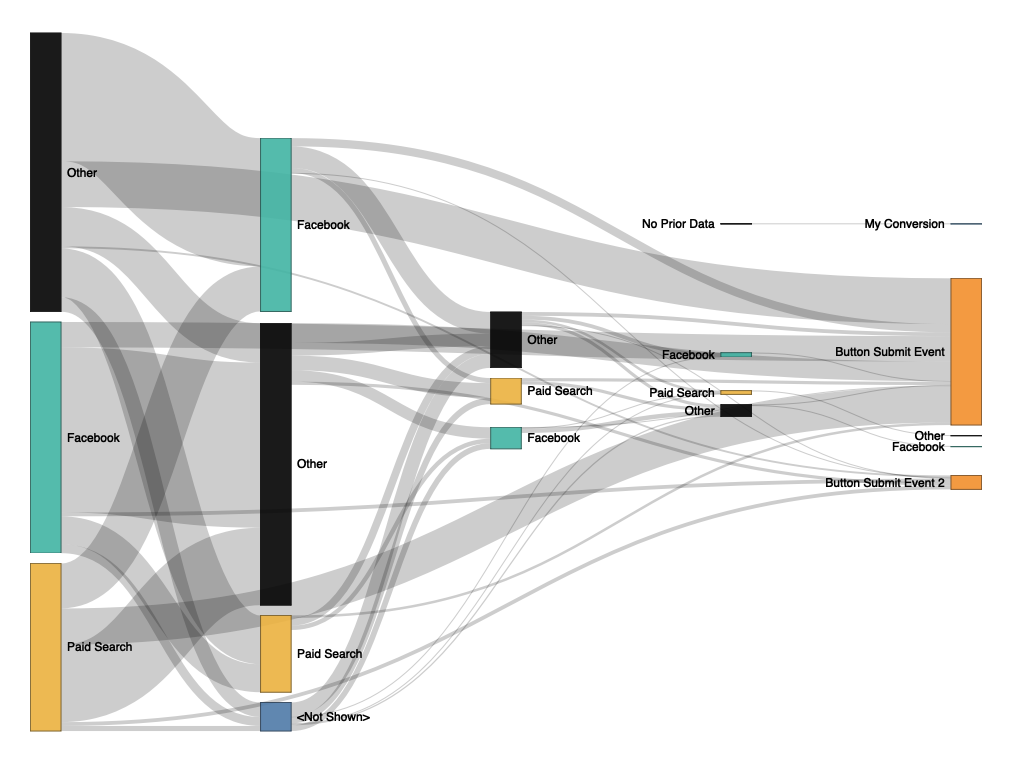 Other
Facebook
Paid Search
Facebook
Other
Paid Search
<Not Shown>
Other
Paid Search
Facebook
No Prior Data
Facebook
Paid Search
Other
My Conversion
Button Submit Event
Other
Facebook
Button Submit Event 2